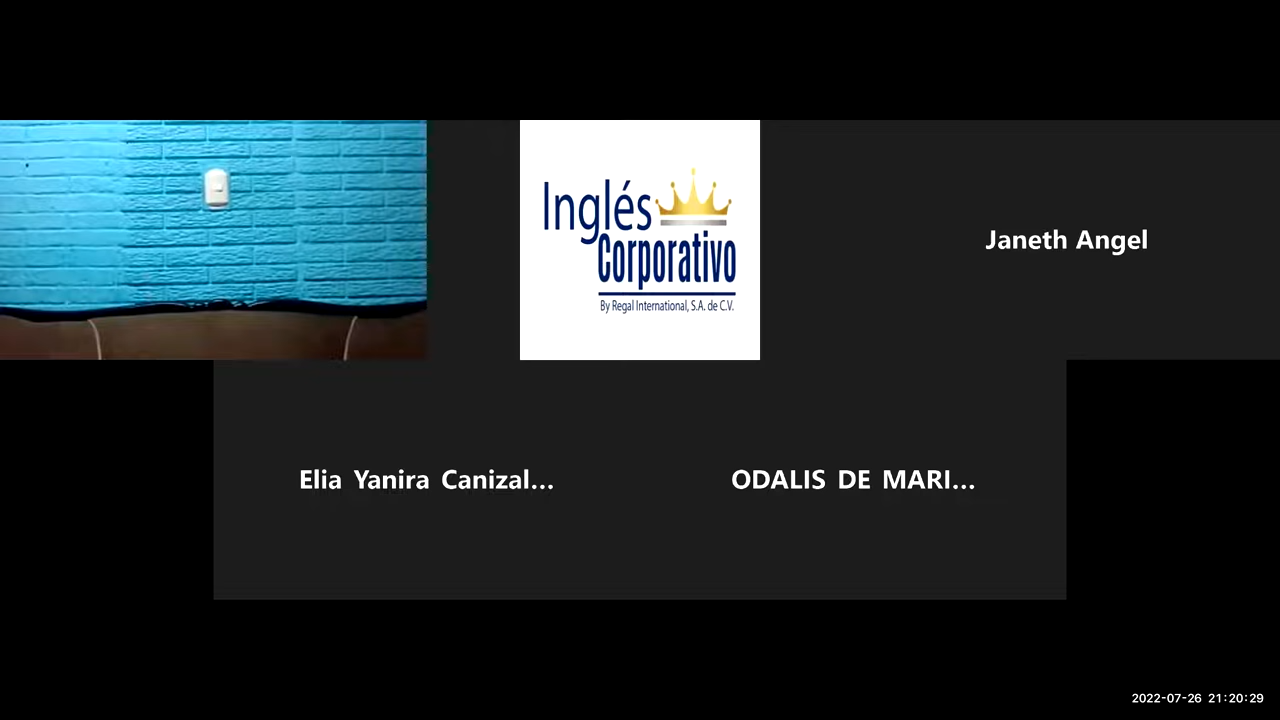 Inglés
Corporativo
By Regal International, S.A. de C.V.
Janeth Angel
Elia Yanira Canizal...
ODALIS DE MARI...
2022-07-26 21:20:29